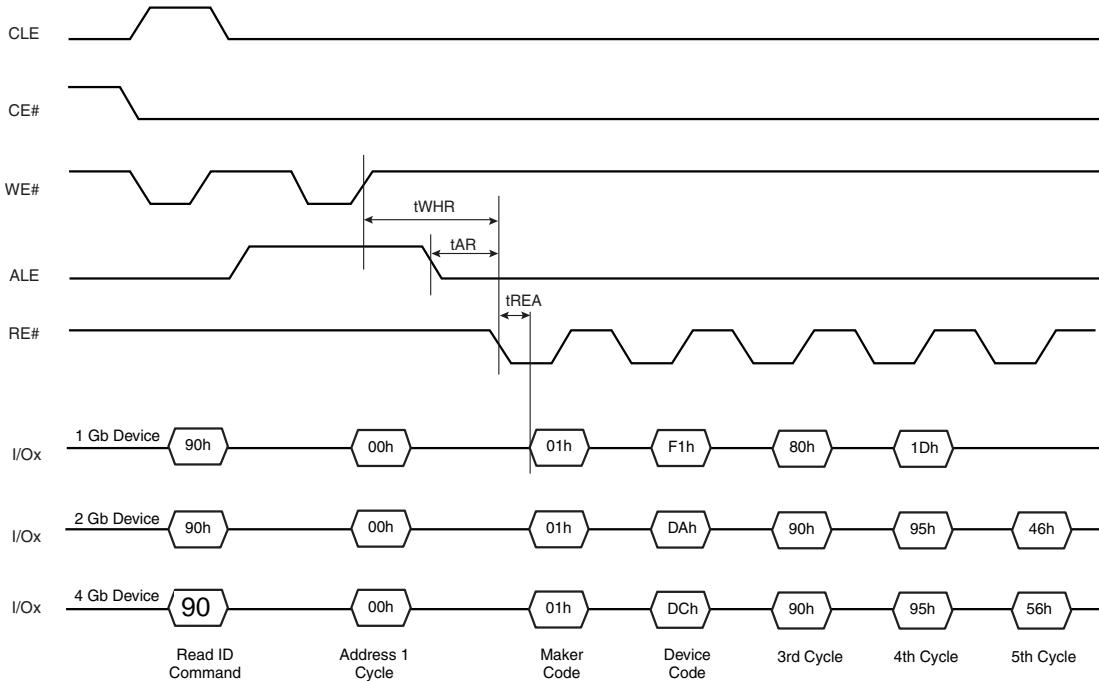 CLE
CE#
WE#
tWHR
tAR
ALE
tREA
RE#
1 Gb Device
I/Ox
90h
00h
01h
F1h
80h
1Dh
2 Gb Device
I/Ox
90h
00h
01h
DAh
90h
95h
46h
4 Gb Device
I/Ox
90
00h
01h
DCh
90h
95h
56h
Read ID
Command
Address 1
Cycle
Maker
Code
Device
Code
3rd Cycle
4th Cycle
5th Cycle